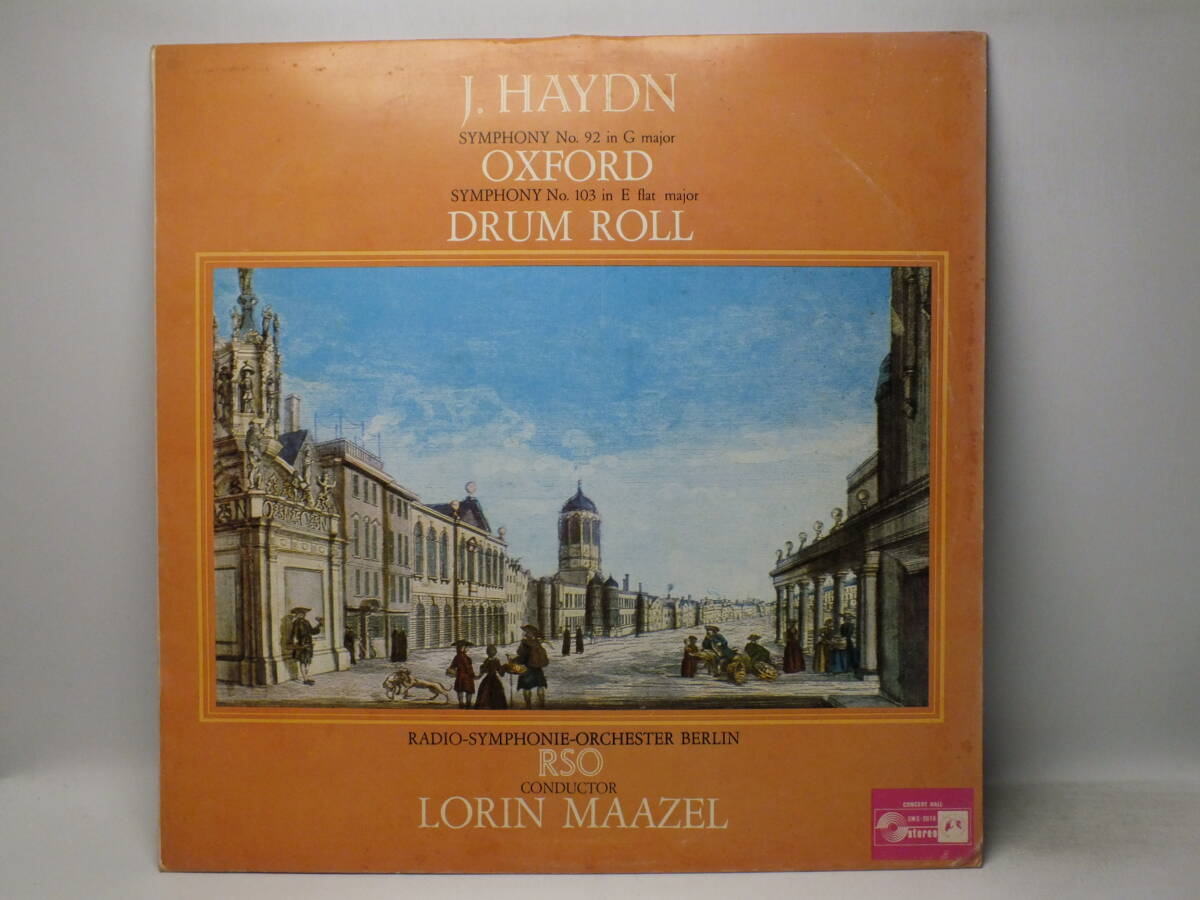 J. HAYDN
SYMPHONY No. 92 in G major
OXFORD
SYMPHONY No. 103 in E flat major
DRUM ROLL
RADIO-SYMPHONIE-ORCHESTER BERLIN
RSO
CONDUCTOR
LORIN MAAZEL
CONCERT HALL
stereo